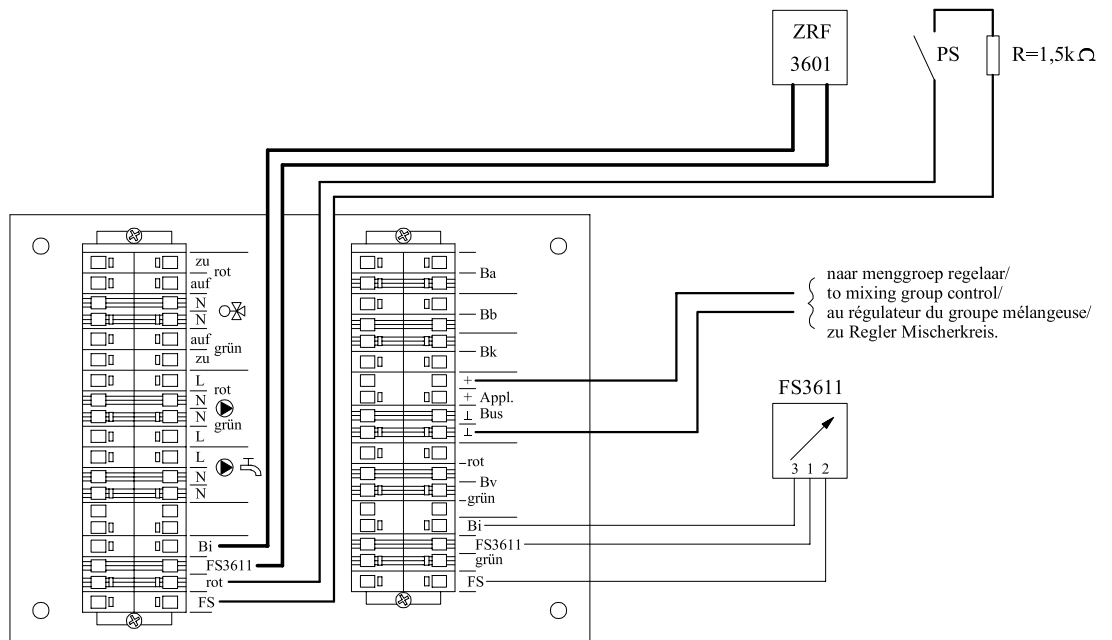 ZRF
3601
PS
R=1,5k Ω
zu
rot
auf
N
N
auf
grün
zu
L
rot
N
N
grün
L
L
N
N
Bi
FS3611
rot
FS
Ba
Bb
Bk
+
+ Appl.
⊥ Bus
⊥
rot
Bv
grün
Bi
FS3611
grün
FS
naar menggroep regelaar/
to mixing group control/
au régulateur du groupe mélangeuse/
zu Regler Mischerkreis.
FS3611
3 1 2